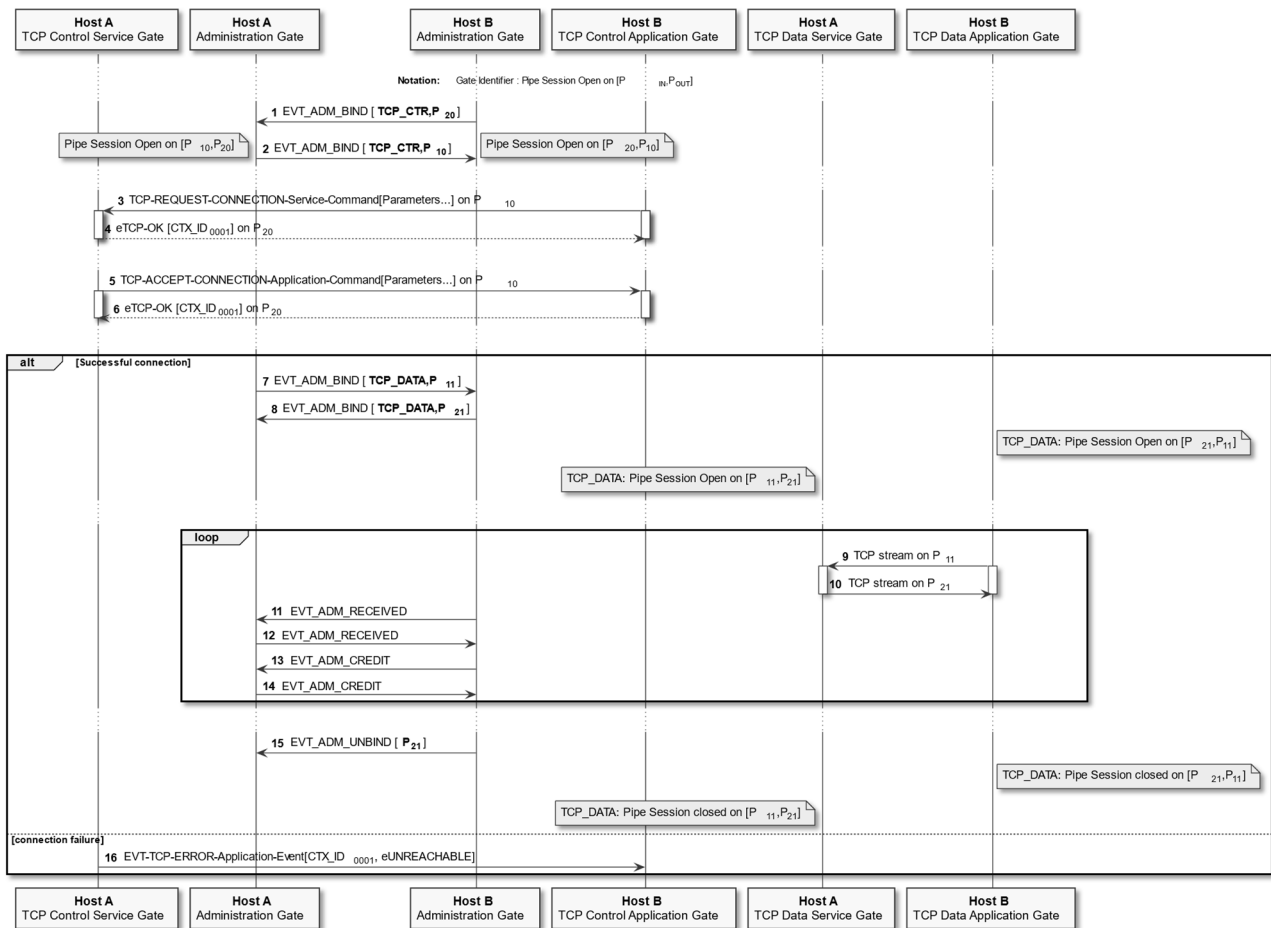 Host A
TCP Control Service Gate
Host A
Administration Gate
Host B
Administration Gate
Host B
TCP Control Application Gate
Host A
TCP Data Service Gate
Host B
TCP Data Application Gate
Notation: Gate Identifier : Pipe Session Open on [P IN,POUT]
1 EVT_ADM_BIND [ TCP_CTR,P 20]
Pipe Session Open on [P 10,P20]
Pipe Session Open on [P 20,P10]
2 EVT_ADM_BIND [ TCP_CTR,P 10]
3 TCP-REQUEST-CONNECTION-Service-Command[Parameters...] on P 10
4 eTCP-OK [CTX_ID0001] on P20
5 TCP-ACCEPT-CONNECTION-Application-Command[Parameters...] on P 10
6 eTCP-OK [CTX_ID0001] on P20
alt [Successful connection]
7 EVT_ADM_BIND [ TCP_DATA,P 11]
8 EVT_ADM_BIND [ TCP_DATA,P 21]
TCP_DATA: Pipe Session Open on [P 21,P11]
TCP_DATA: Pipe Session Open on [P 11,P21]
loop
9 TCP stream on P 11
10 TCP stream on P 21
11 EVT_ADM_RECEIVED
12 EVT_ADM_RECEIVED
13 EVT_ADM_CREDIT
14 EVT_ADM_CREDIT
15 EVT_ADM_UNBIND [ P21]
TCP_DATA: Pipe Session closed on [P 21,P11]
TCP_DATA: Pipe Session closed on [P 11,P21]
[connection failure]
16 EVT-TCP-ERROR-Application-Event[CTX_ID 0001, eUNREACHABLE]
Host A
TCP Control Service Gate
Host A
Administration Gate
Host B
Administration Gate
Host B
TCP Control Application Gate
Host A
TCP Data Service Gate
Host B
TCP Data Application Gate